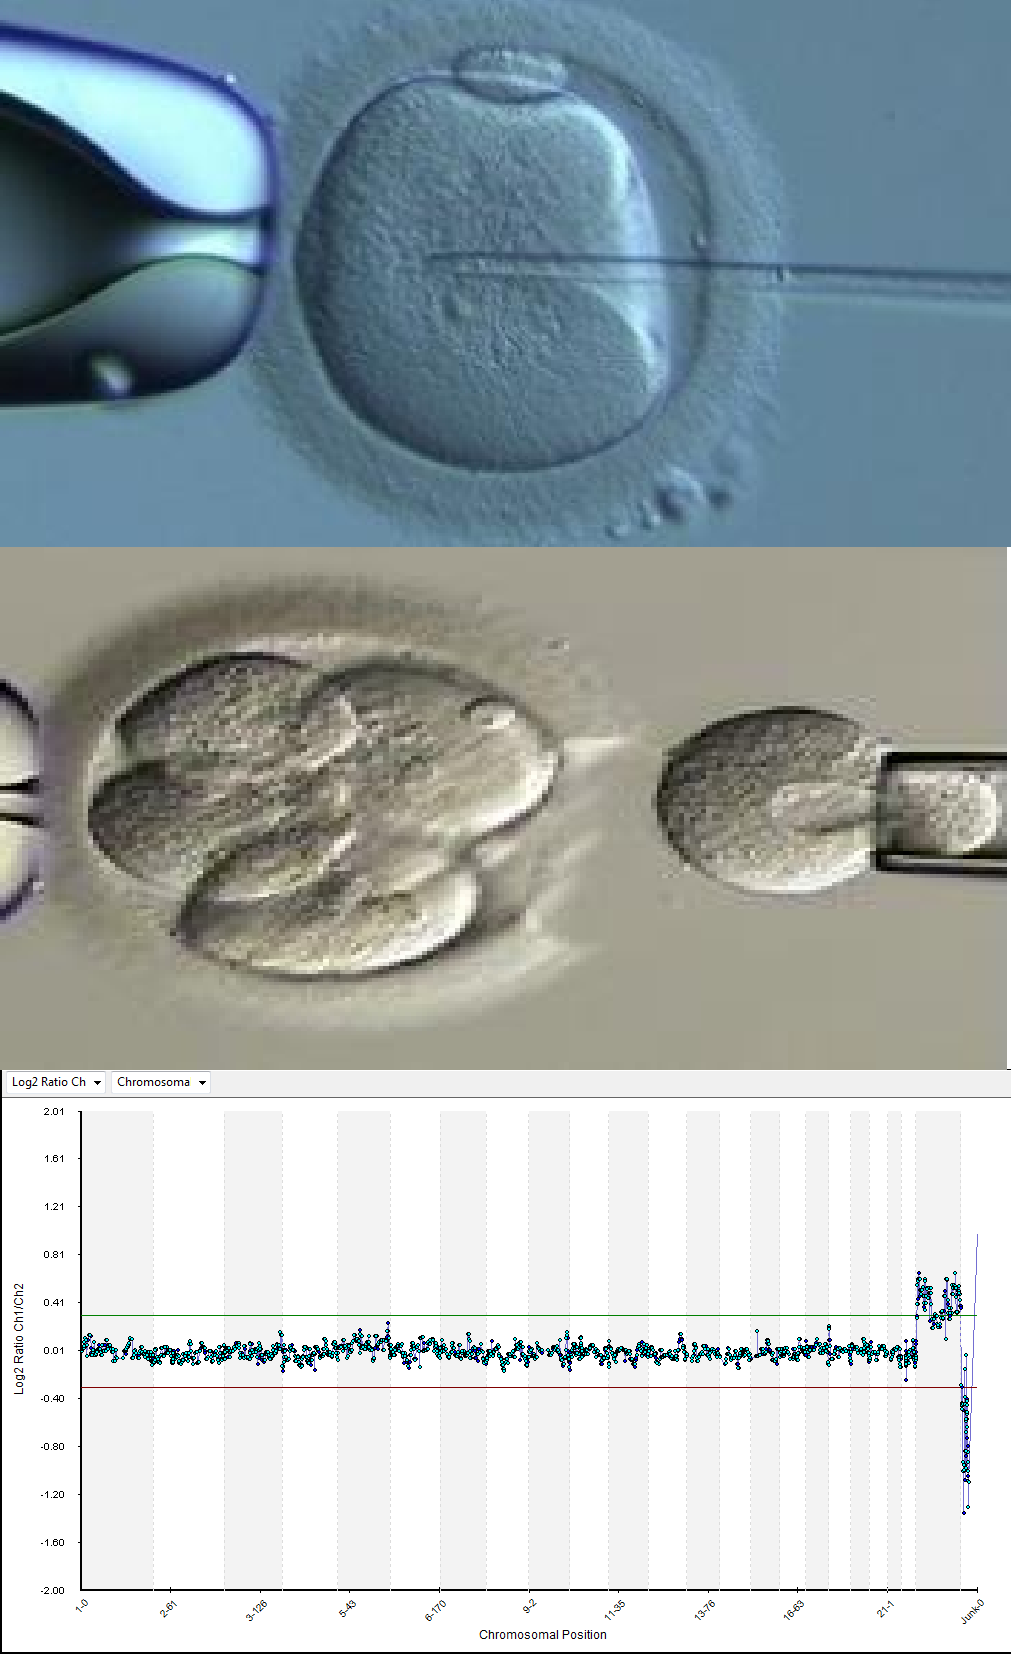 Log2 Ratio Ch Chromosoma
2.01
1.61
1.21
0.81
0.41
0.01
-0.40
-0.80
-1.20
-1.60
-2.00
Log2 Ratio Ch1/Ch2
1-0 2-61 3-126 5-43 6-170 9-2 11-35 13-76 16-63 21-1 Junk-0
Chromosomal Position